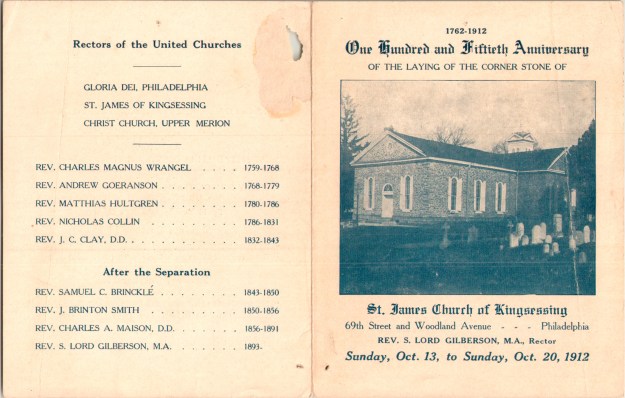 Rectors of the United Churches
GLORIA DEI, PHILADELPHIA
ST. JAMES OF KINGSESSING
CHRIST CHURCH, UPPER MERION
REV. CHARLES MAGNUS WRANGEL . . . . 1759-1768
REV. ANDREW GOERANSON . . . . . . . . 1768-1779
REV. MATTHIAS HULTGREN . . . . . . . . 1780-1786
REV. NICHOLAS COLLIN . . . . . . . . 1786-1831
REV. J. C. CLAY, D.D. . . . . . . . . . . 1832-1843
After the Separation
REV. SAMUEL C. BRINCKLÉ . . . . . . . . 1843-1850
REV. J. BRINTON SMITH . . . . . . . . 1850-1856
REV. CHARLES A. MAISON, D.D. . . . . . . 1856-1891
REV. S. LORD GILBERSON, M.A. . . . . . . 1893-
1762-1912
One Hundred and Fiftieth Anniversary
OF THE LAYING OF THE CORNER STONE OF
St. James Church of Kingsessing
69th Street and Woodland Avenue - - - Philadelphia
REV. S. LORD GILBERSON, M.A., Rector
Sunday, Oct. 13, to Sunday, Oct. 20, 1912